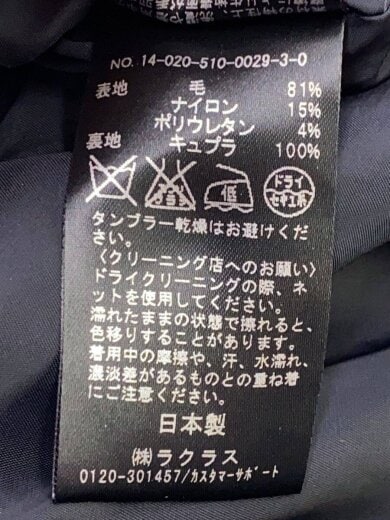 NO. 14-020-510-0029-3-0
表地 毛 81%
ナイロン 15%
ポリウレタン 4%
裏地 キュプラ 100%
低 ドライ セキユ系
タンブラー乾燥はお避けくだ
さい。
〈クリーニング店へのお願い〉
ドライクリーニングの際、ネ
ットを使用してください。
濡れたままの状態で擦れると、
色移りすることがあります。
着用中の摩擦や、汗、水濡れ、
濃淡差があるものとの重ね着
にご注意ください。
日本製
㈱ラクラス
0120-301457/カスタマーサポート